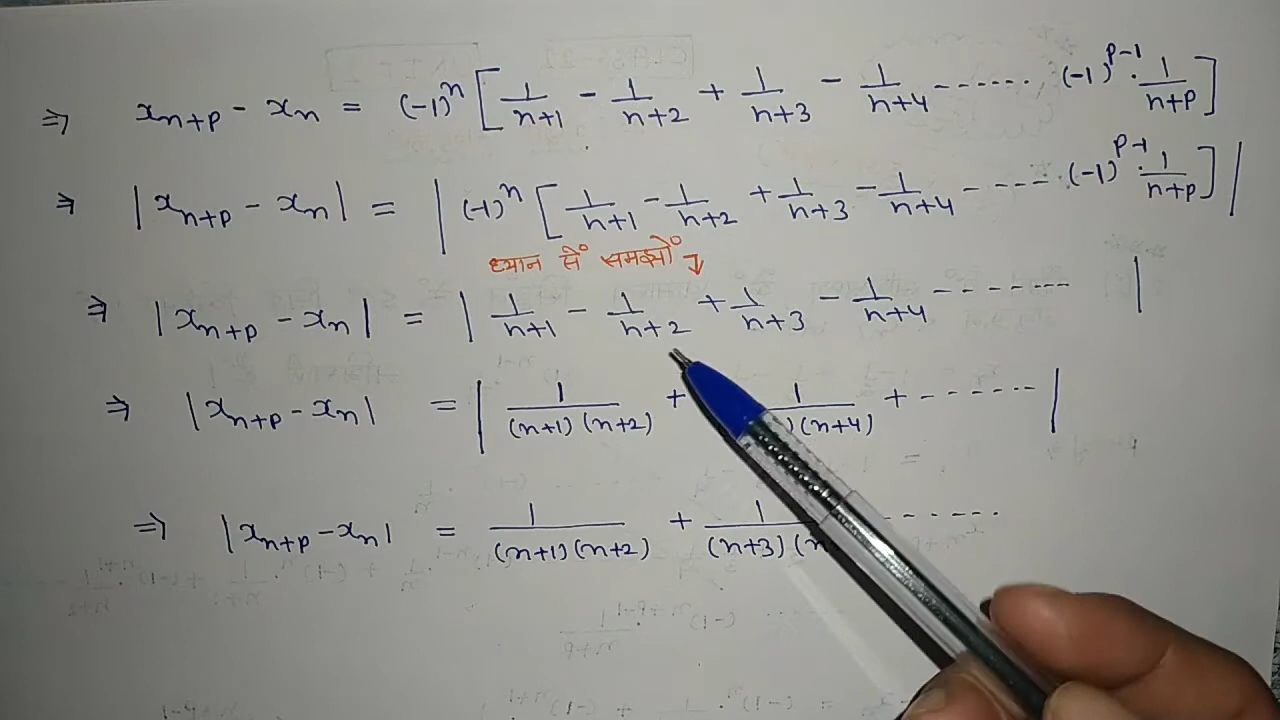 ⇒ x_{n+p} - x_n = (-1)^n [ 1/(n+1) - 1/(n+2) + 1/(n+3) - 1/(n+4) ------ (-1)^{p-1} · 1/(n+p) ]
⇒ |x_{n+p} - x_n| = | (-1)^n [ 1/(n+1) - 1/(n+2) + 1/(n+3) - 1/(n+4) ----- (-1)^{p-1} · 1/(n+p) ] |
ध्यान से समझो ↓
⇒ |x_{n+p} - x_n| = | 1/(n+1) - 1/(n+2) + 1/(n+3) - 1/(n+4) ------- |
⇒ |x_{n+p} - x_n| = | 1/((n+1)(n+2)) + 1/( )(n+4) + ------ |
⇒ |x_{n+p} - x_n| = 1/((n+1)(n+2)) + 1/((n+3)(n ------